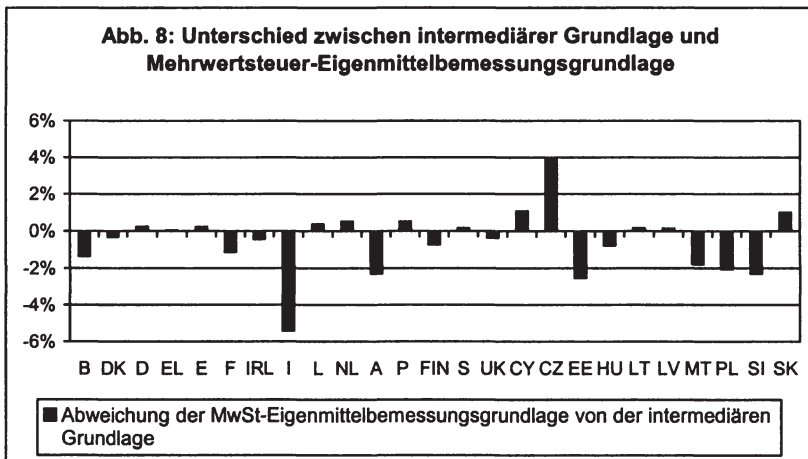 Abb. 8: Unterschied zwischen intermediärer Grundlage und
Mehrwertsteuer-Eigenmittelbemessungsgrundlage
6%
4%
2%
0%
-2%
-4%
-6%
B DK D EL E F IRL I L NL A P FIN S UK CY CZ EE HU LT LV MT PL SI SK
Abweichung der MwSt-Eigenmittelbemessungsgrundlage von der intermediären
Grundlage